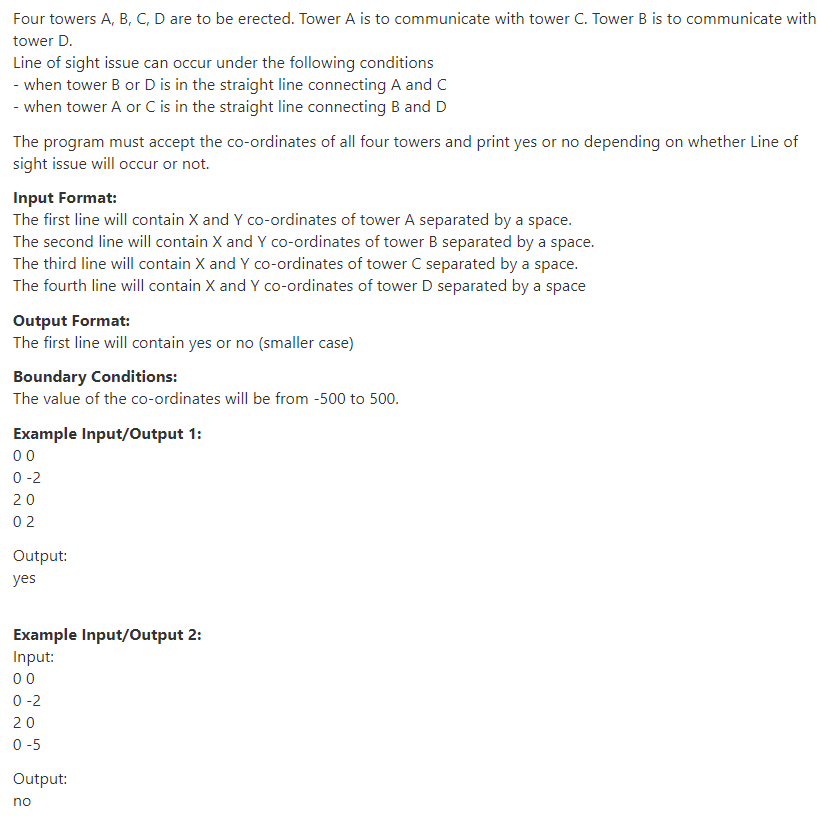 Four towers A, B, C, D are to be erected. Tower A is to communicate with tower C. Tower B is to communicate with
tower D.
Line of sight issue can occur under the following conditions
- when tower B or D is in the straight line connecting A and C
- when tower A or C is in the straight line connecting B and D
The program must accept the co-ordinates of all four towers and print yes or no depending on whether Line of
sight issue will occur or not.
Input Format:
The first line will contain X and Y co-ordinates of tower A separated by a space.
The second line will contain X and Y co-ordinates of tower B separated by a space.
The third line will contain X and Y co-ordinates of tower C separated by a space.
The fourth line will contain X and Y co-ordinates of tower D separated by a space
Output Format:
The first line will contain yes or no (smaller case)
Boundary Conditions:
The value of the co-ordinates will be from -500 to 500.
Example Input/Output 1:
0 0
0 -2
2 0
0 2
Output:
yes
Example Input/Output 2:
Input:
0 0
0 -2
2 0
0 -5
Output:
no